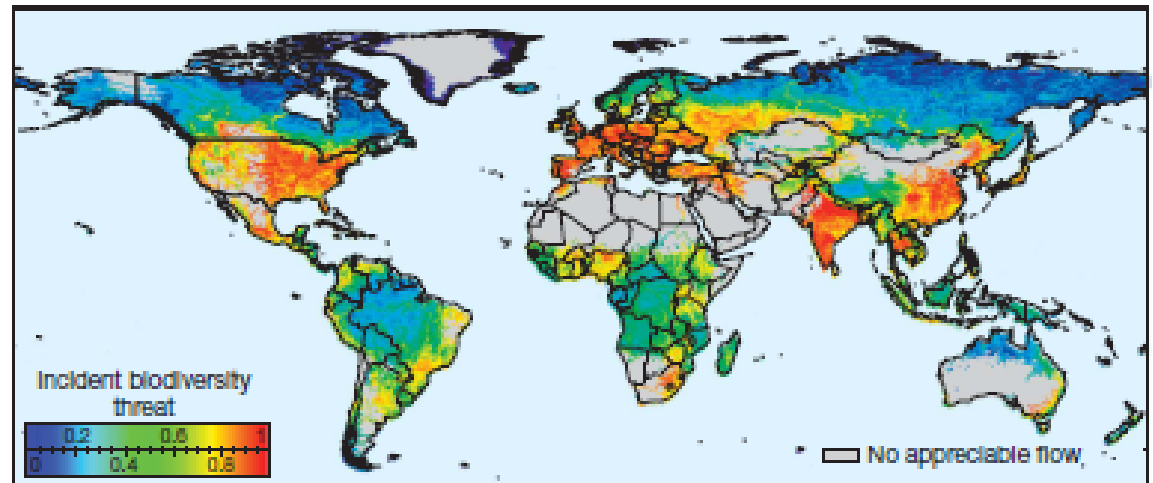 Incident biodiversity
threat
0.2 0.6 1
0 0.4 0.8
No appreciable flow